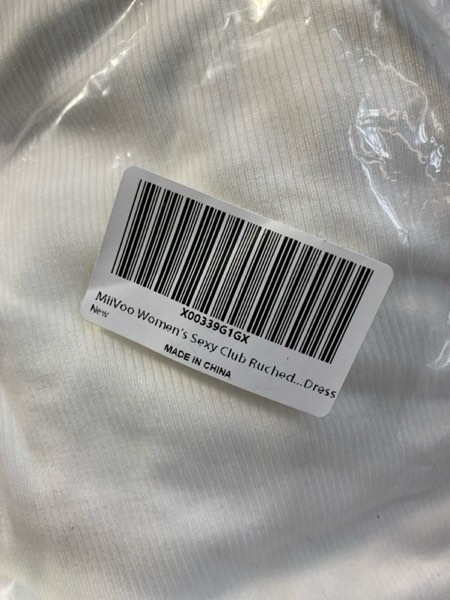 X00339G1GX
MilVoo Women's Sexy Club Ruched...Dress
New
MADE IN CHINA